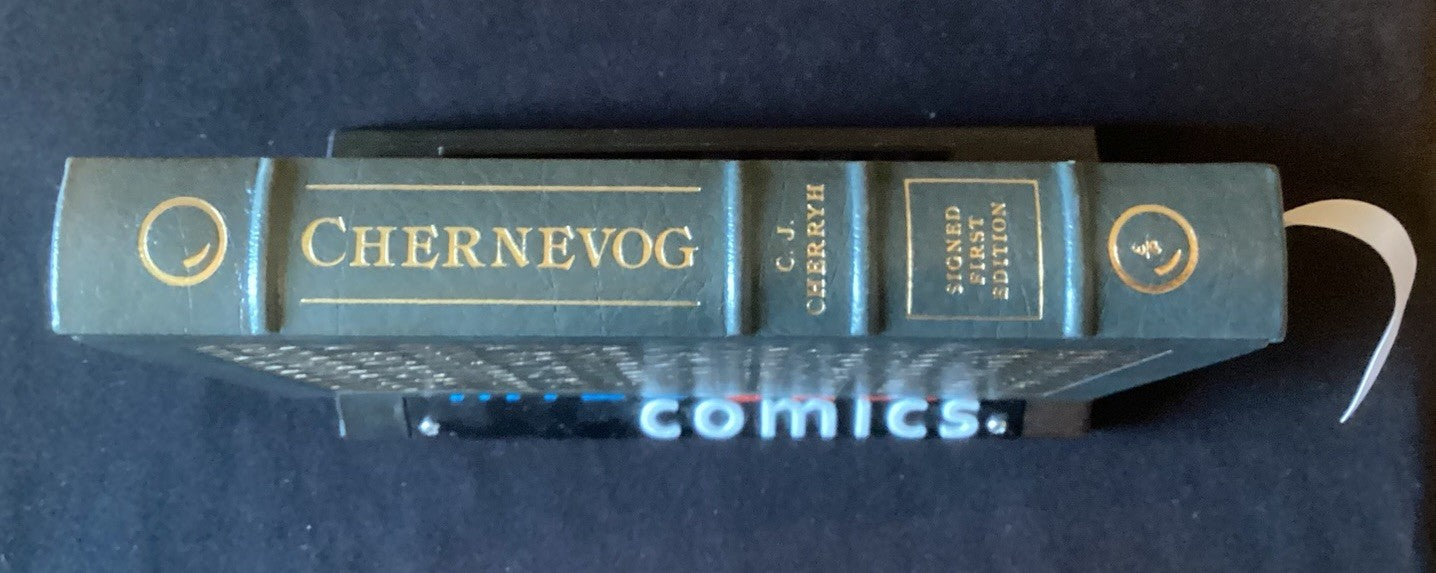 CHERNEVOG
C. J.
CHERRYH
SIGNED
FIRST
EDITION
comics